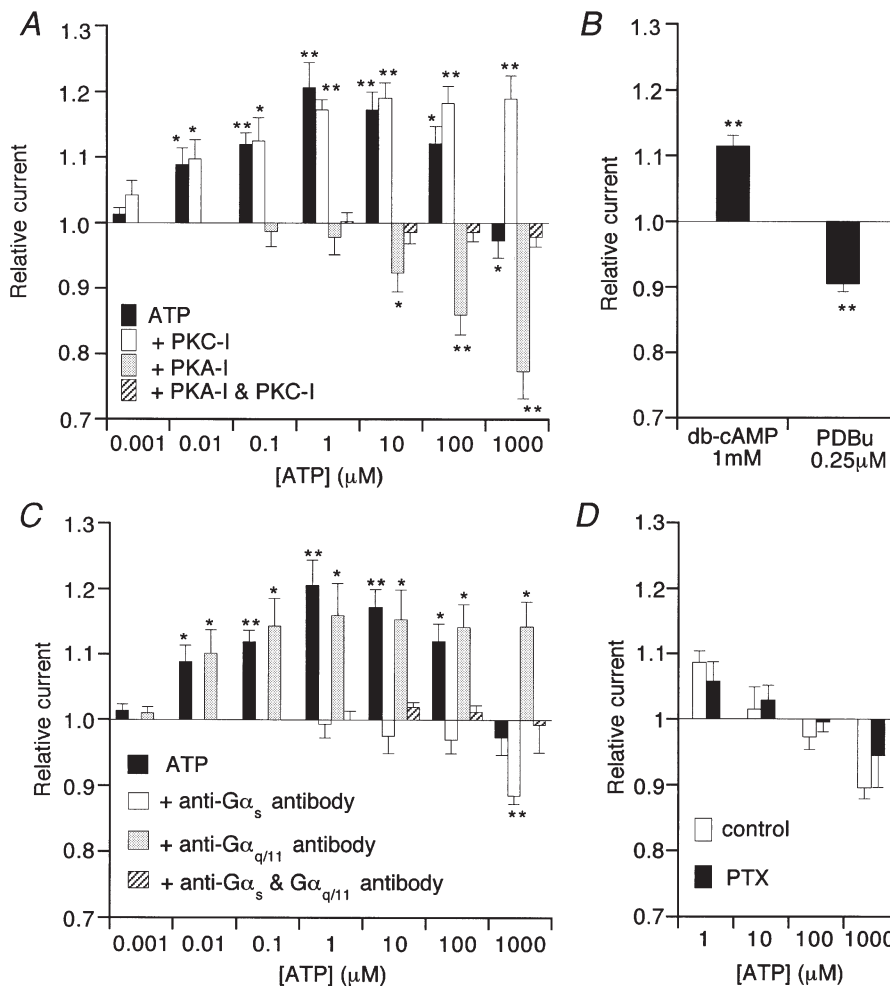 A
1.3
1.2
1.1
1.0
0.9
0.8
0.7
Relative current
** ** ** ** ** **
* * ** * *
*
* ** **
ATP
+ PKC-I
+ PKA-I
+ PKA-I & PKC-I
0.001 0.01 0.1 1 10 100 1000
[ATP] (μM)
B
1.3
1.2
1.1
1.0
0.9
0.8
0.7
Relative current
**
**
db-cAMP PDBu
1mM 0.25μM
C
1.3
1.2
1.1
1.0
0.9
0.8
0.7
Relative current
* ** * ** * ** * * * *
*
**
ATP
+ anti-Gαs antibody
+ anti-Gαq/11 antibody
+ anti-Gαs & Gαq/11 antibody
0.001 0.01 0.1 1 10 100 1000
[ATP] (μM)
D
1.3
1.2
1.1
1.0
0.9
0.8
0.7
Relative current
control
PTX
1 10 100 1000
[ATP] (μM)